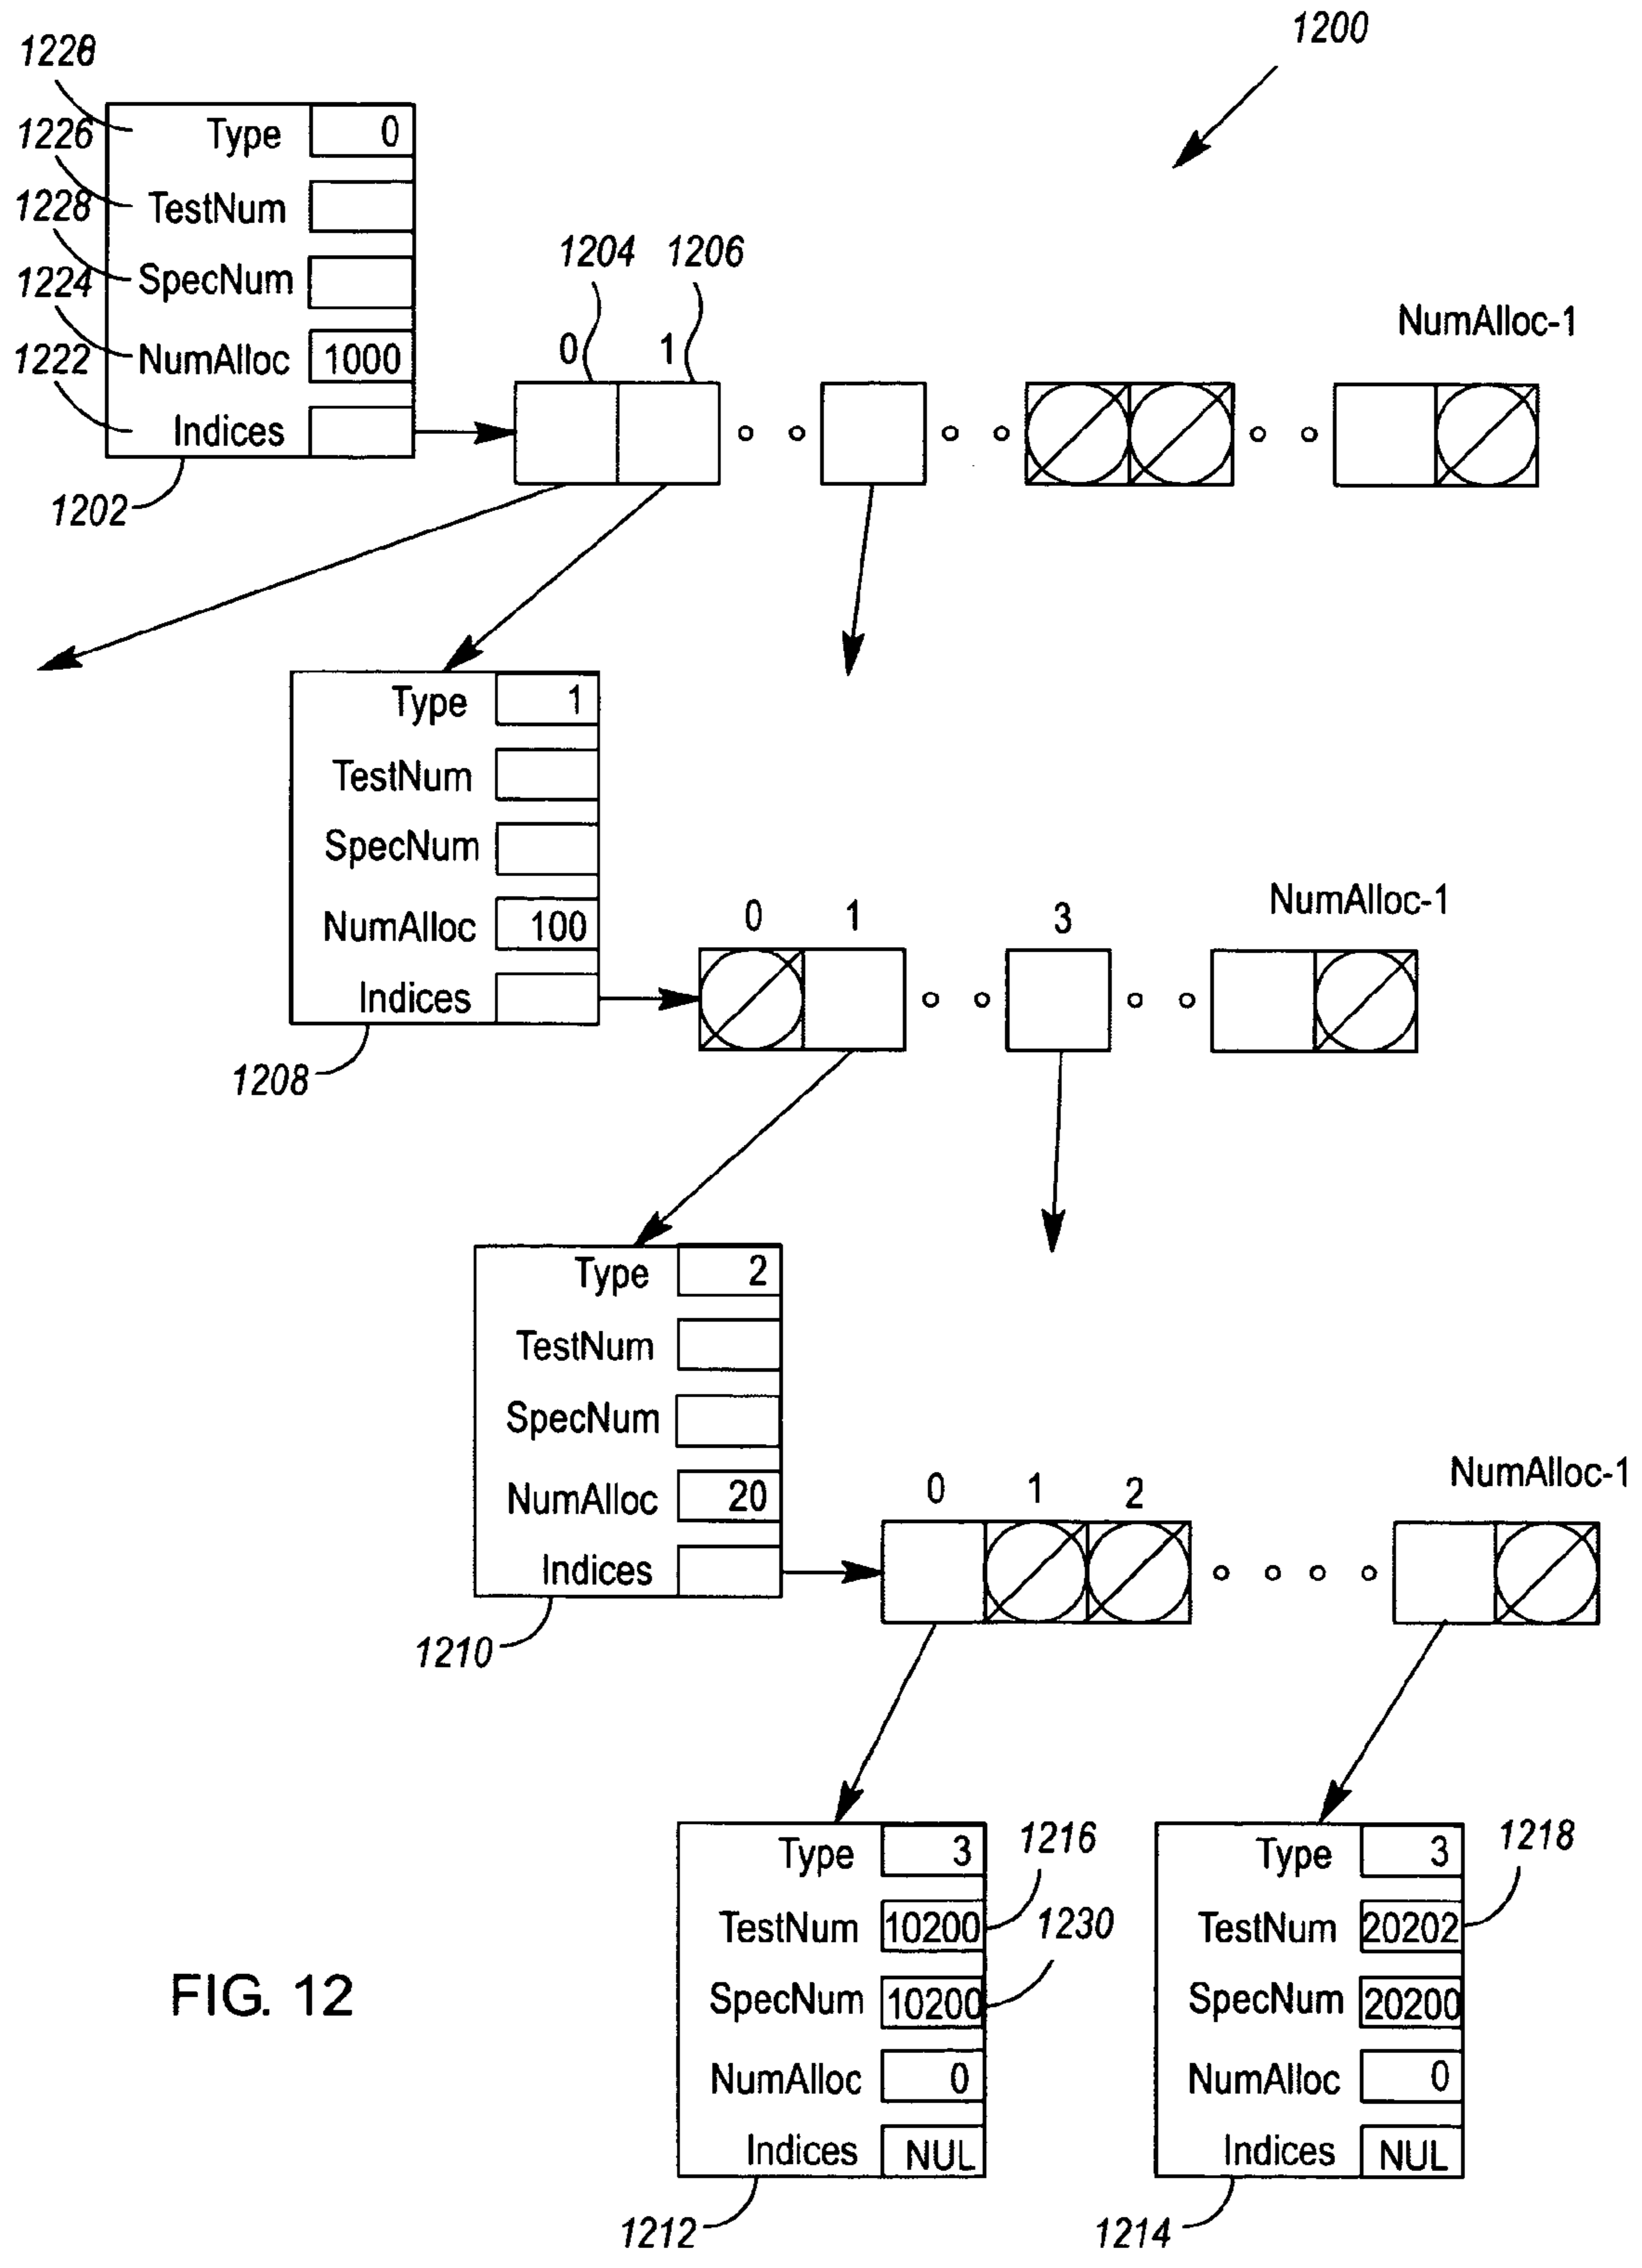 1200
1228
Type 0
1226
TestNum
1228
SpecNum
1224
NumAlloc 1000
1222
Indices
1202
1204 1206
0 1
NumAlloc-1
Type 1
TestNum
SpecNum
NumAlloc 100
Indices
1208
0 1 3 NumAlloc-1
Type 2
TestNum
SpecNum
NumAlloc 20
Indices
1210
0 1 2 NumAlloc-1
Type 3
TestNum 10200
1216
SpecNum 10200
1230
NumAlloc 0
Indices NUL
1212
Type 3
TestNum 20202
1218
SpecNum 20200
NumAlloc 0
Indices NUL
1214
FIG. 12